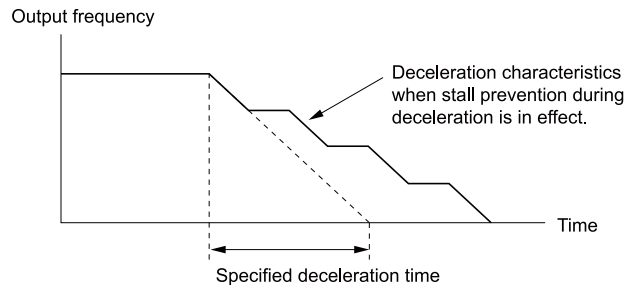 Output frequency
Deceleration characteristics
when stall prevention during
deceleration is in effect.
Time
Specified deceleration time